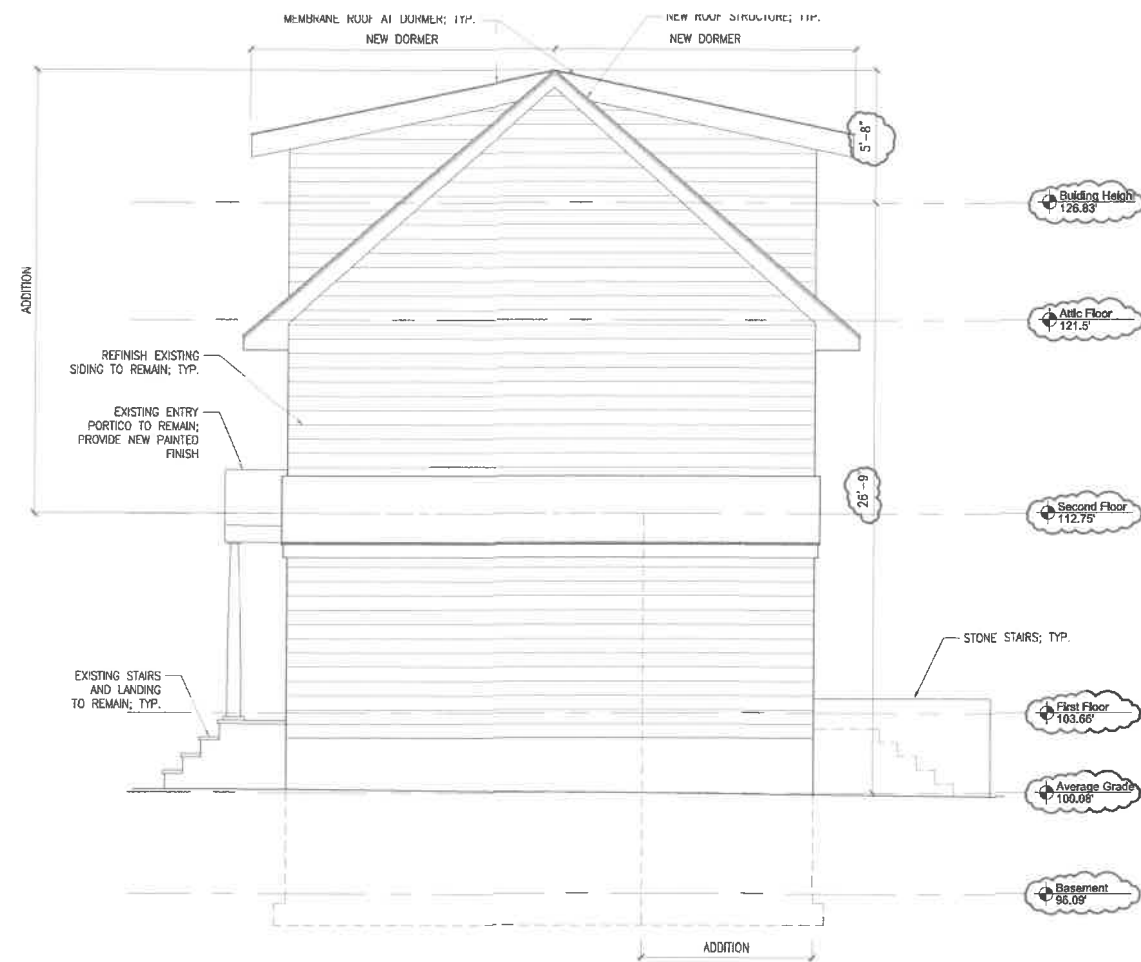 MEMBRANE ROOF AT DORMER; TYP.
NEW ROOF STRUCTURE; TYP.
NEW DORMER
NEW DORMER
5'-8"
Buiding Heigh
126.83'
ADDITION
Attic Floor
121.5'
REFINISH EXISTING
SIDING TO REMAIN; TYP.
EXISTING ENTRY
PORTICO TO REMAIN;
PROVIDE NEW PAINTED
FINISH
26'-9
Second Floor
112.75'
STONE STAIRS; TYP.
EXISTING STAIRS
AND LANDING
TO REMAIN; TYP.
First Floor
103.66'
Average Grade
100.08'
Basement
95.09'
ADDITION